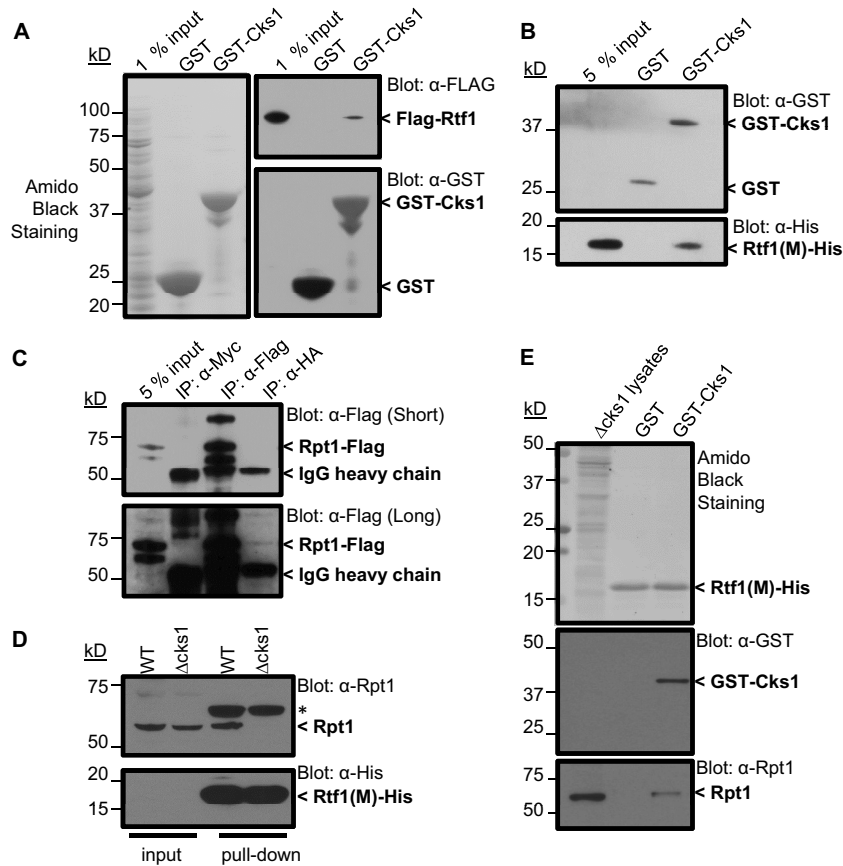 A
kD
1 % input
GST
GST-Cks1
100
75
50
37
25
20
Amido
Black
Staining
1 % input
GST
GST-Cks1
Blot: α-FLAG
< Flag-Rtf1
Blot: α-GST
< GST-Cks1
< GST
B
kD
5 % input
GST
GST-Cks1
37
25
20
15
Blot: α-GST
< GST-Cks1
< GST
Blot: α-His
< Rtf1(M)-His
C
kD
5 % input
IP: α-Myc
IP: α-Flag
IP: α-HA
75
50
75
50
Blot: α-Flag (Short)
< Rpt1-Flag
< IgG heavy chain
Blot: α-Flag (Long)
< Rpt1-Flag
< IgG heavy chain
D
kD
WT
Δcks1
WT
Δcks1
75
50
20
15
Blot: α-Rpt1
*
< Rpt1
Blot: α-His
< Rtf1(M)-His
input
pull-down
E
kD
Δcks1 lysates
GST
GST-Cks1
50
37
25
20
15
Amido
Black
Staining
< Rtf1(M)-His
50
37
25
Blot: α-GST
< GST-Cks1
75
50
Blot: α-Rpt1
< Rpt1